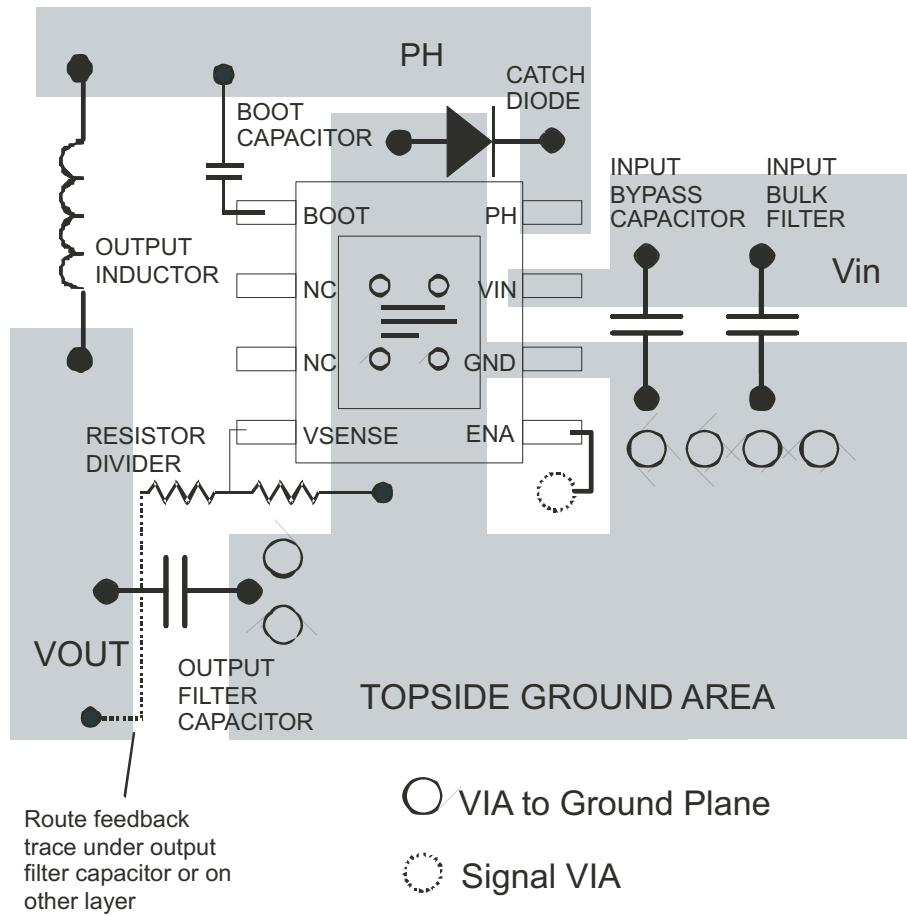 PH
CATCH
DIODE
BOOT
CAPACITOR
INPUT
BYPASS
CAPACITOR
INPUT
BULK
FILTER
BOOT
PH
OUTPUT
INDUCTOR
Vin
NC
VIN
NC
GND
RESISTOR
DIVIDER
VSENSE
ENA
VOUT
OUTPUT
FILTER
CAPACITOR
TOPSIDE GROUND AREA
Route feedback
trace under output
filter capacitor or on
other layer
VIA to Ground Plane
Signal VIA